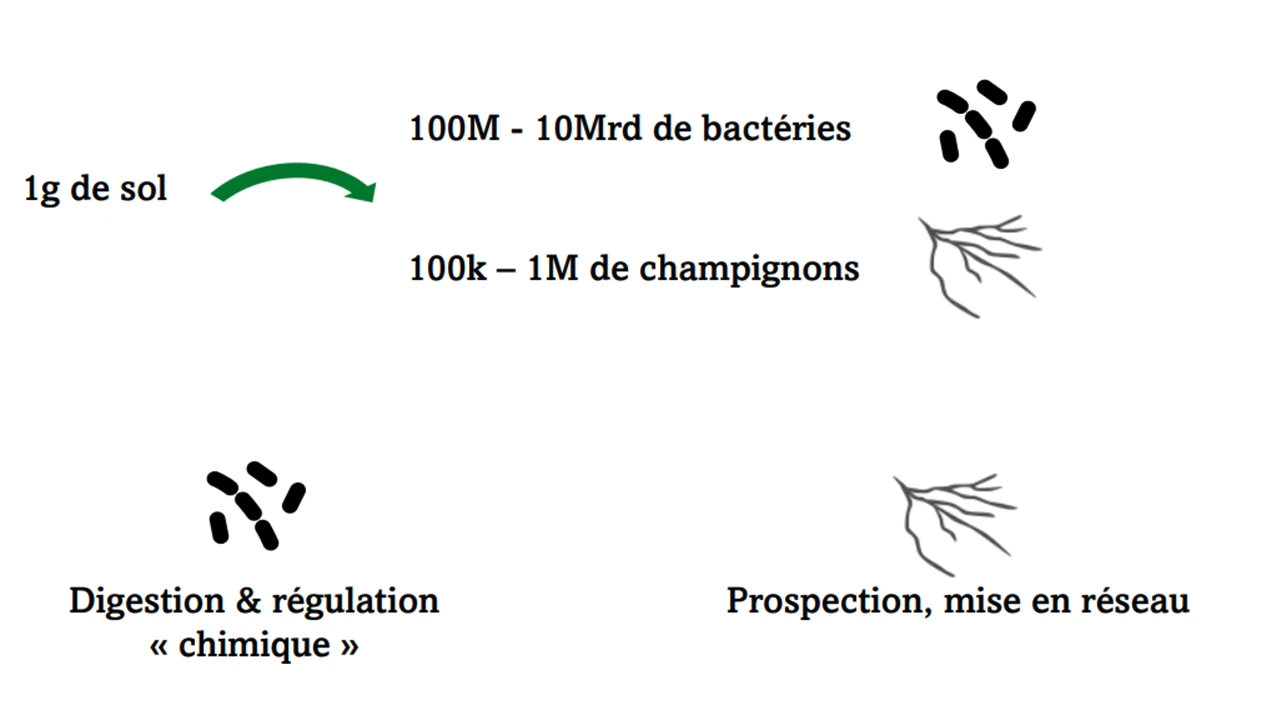 100M - 10Mrd de bactéries
1g de sol
100k – 1M de champignons
Digestion & régulation
« chimique »
Prospection, mise en réseau